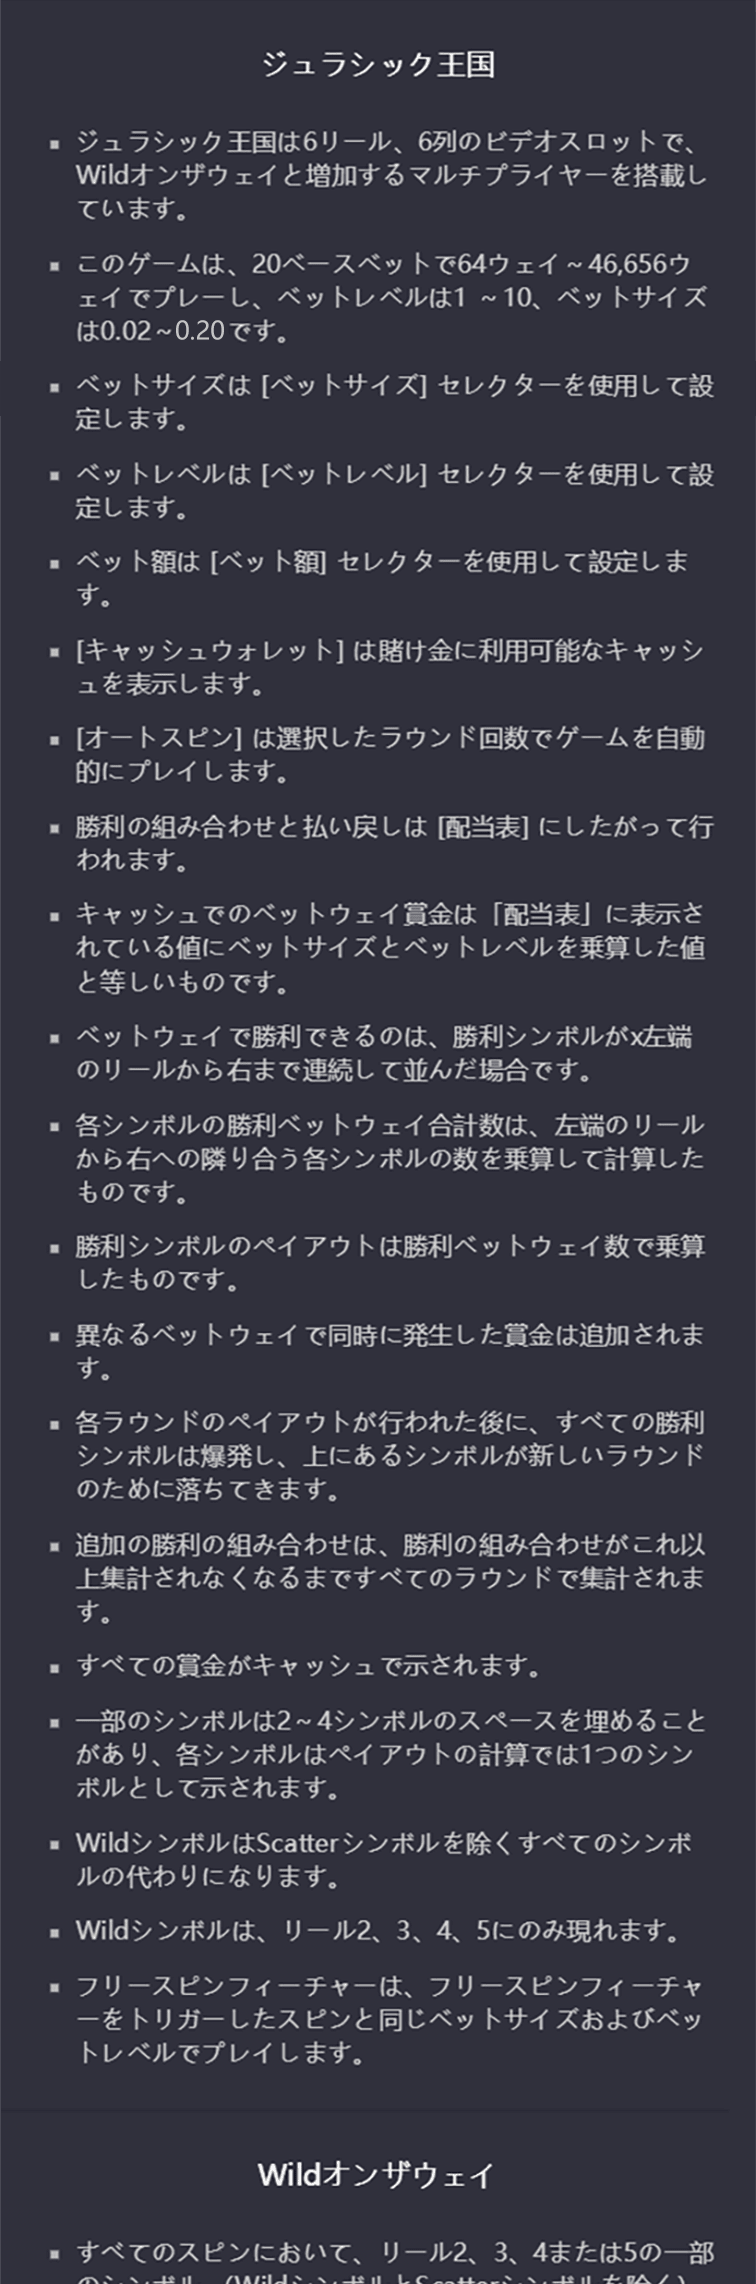 ジュラシック王国
▪ ジュラシック王国は6リール、6列のビデオスロットで、
Wildオンザウェイと増加するマルチプライヤーを搭載し
ています。
▪ このゲームは、20ベースベットで64ウェイ～46,656ウ
ェイでプレーし、ベットレベルは1 ～10、ベットサイズ
は0.02～0.20です。
▪ ベットサイズは [ベットサイズ] セレクターを使用して設
定します。
▪ ベットレベルは [ベットレベル] セレクターを使用して設
定します。
▪ ベット額は [ベット額] セレクターを使用して設定しま
す。
▪ [キャッシュウォレット] は賭け金に利用可能なキャッシ
ュを表示します。
▪ [オートスピン] は選択したラウンド回数でゲームを自動
的にプレイします。
▪ 勝利の組み合わせと払い戻しは [配当表] にしたがって行
われます。
▪ キャッシュでのベットウェイ賞金は「配当表」に表示さ
れている値にベットサイズとベットレベルを乗算した値
と等しいものです。
▪ ベットウェイで勝利できるのは、勝利シンボルがx左端
のリールから右まで連続して並んだ場合です。
▪ 各シンボルの勝利ベットウェイ合計数は、左端のリール
から右への隣り合う各シンボルの数を乗算して計算した
ものです。
▪ 勝利シンボルのペイアウトは勝利ベットウェイ数で乗算
したものです。
▪ 異なるベットウェイで同時に発生した賞金は追加されま
す。
▪ 各ラウンドのペイアウトが行われた後に、すべての勝利
シンボルは爆発し、上にあるシンボルが新しいラウンド
のために落ちてきます。
▪ 追加の勝利の組み合わせは、勝利の組み合わせがこれ以
上集計されなくなるまですべてのラウンドで集計されま
す。
▪ すべての賞金がキャッシュで示されます。
▪ 一部のシンボルは2～4シンボルのスペースを埋めること
があり、各シンボルはペイアウトの計算では1つのシン
ボルとして示されます。
▪ WildシンボルはScatterシンボルを除くすべてのシンボ
ルの代わりになります。
▪ Wildシンボルは、リール2、3、4、5にのみ現れます。
▪ フリースピンフィーチャーは、フリースピンフィーチャ
ーをトリガーしたスピンと同じベットサイズおよびベッ
トレベルでプレイします。
Wildオンザウェイ
▪ すべてのスピンにおいて、リール2、3、4または5の一部
のシンボル（WildシンボルとScatterシンボルを除く）